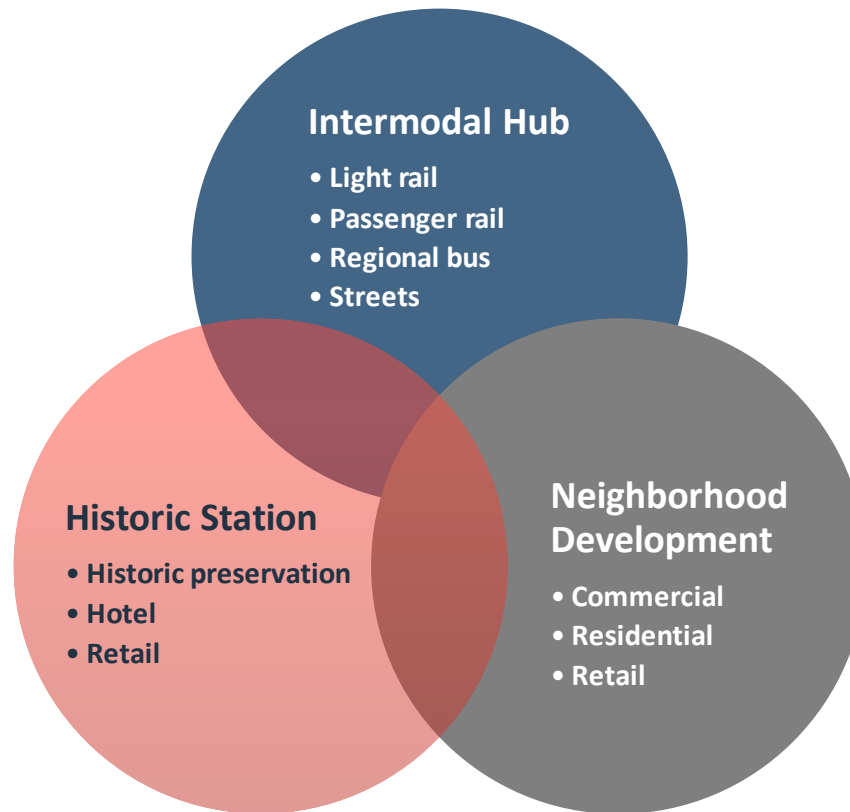 Intermodal Hub
• Light rail
• Passenger rail
• Regional bus
• Streets
Historic Station
• Historic preservation
• Hotel
• Retail
Neighborhood
Development
• Commercial
• Residential
• Retail